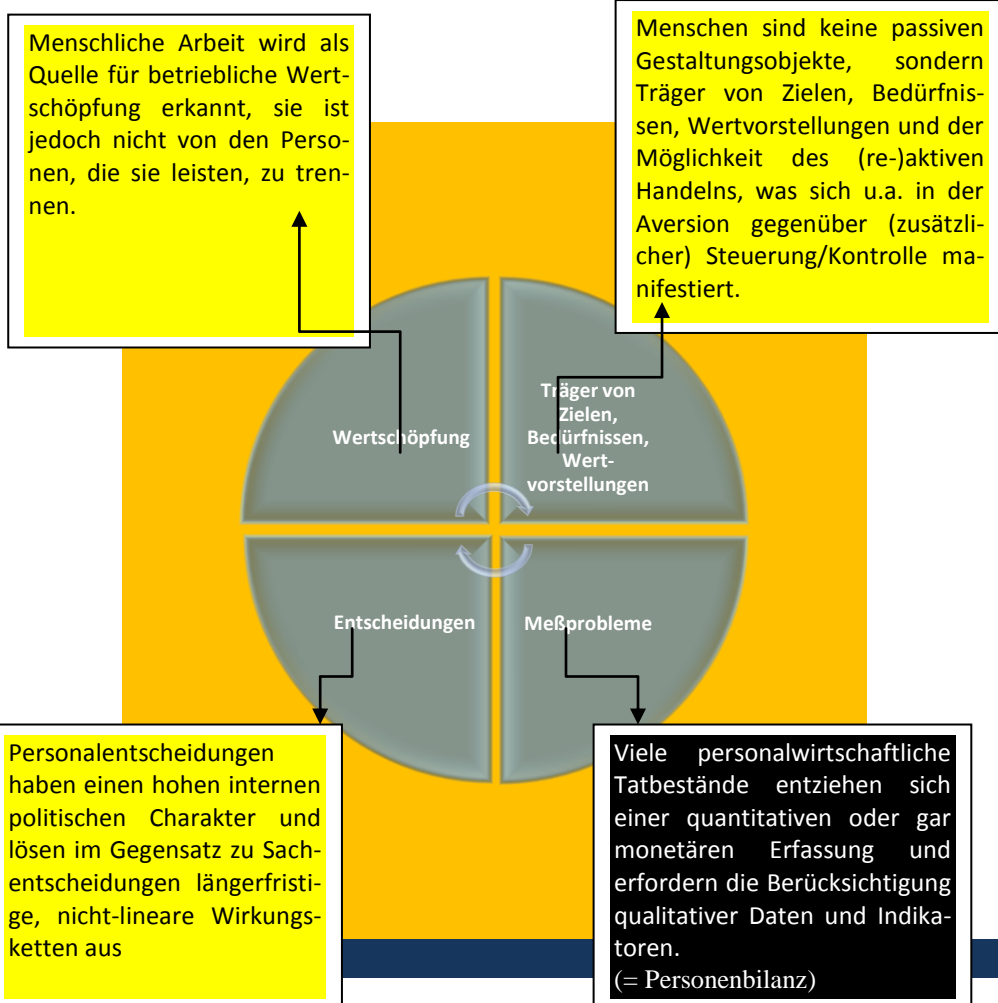 Menschliche Arbeit wird als
Quelle für betriebliche Wert-
schöpfung erkannt, sie ist
jedoch nicht von den Perso-
nen, die sie leisten, zu tren-
nen.
Menschen sind keine passiven
Gestaltungsobjekte, sondern
Träger von Zielen, Bedürfnis-
sen, Wertvorstellungen und der
Möglichkeit des (re-)aktiven
Handelns, was sich u.a. in der
Aversion gegenüber (zusätzli-
cher) Steuerung/Kontrolle ma-
nifestiert.
Wertschöpfung
Träger von
Zielen,
Bedürfnissen,
Wert-
vorstellungen
Entscheidungen
Meßprobleme
Personalentscheidungen
haben einen hohen internen
politischen Charakter und
lösen im Gegensatz zu Sach-
entscheidungen längerfristi-
ge, nicht-lineare Wirkungs-
ketten aus
Viele personalwirtschaftliche
Tatbestände entziehen sich
einer quantitativen oder gar
monetären Erfassung und
erfordern die Berücksichtigung
qualitativer Daten und Indika-
toren.
(= Personenbilanz)